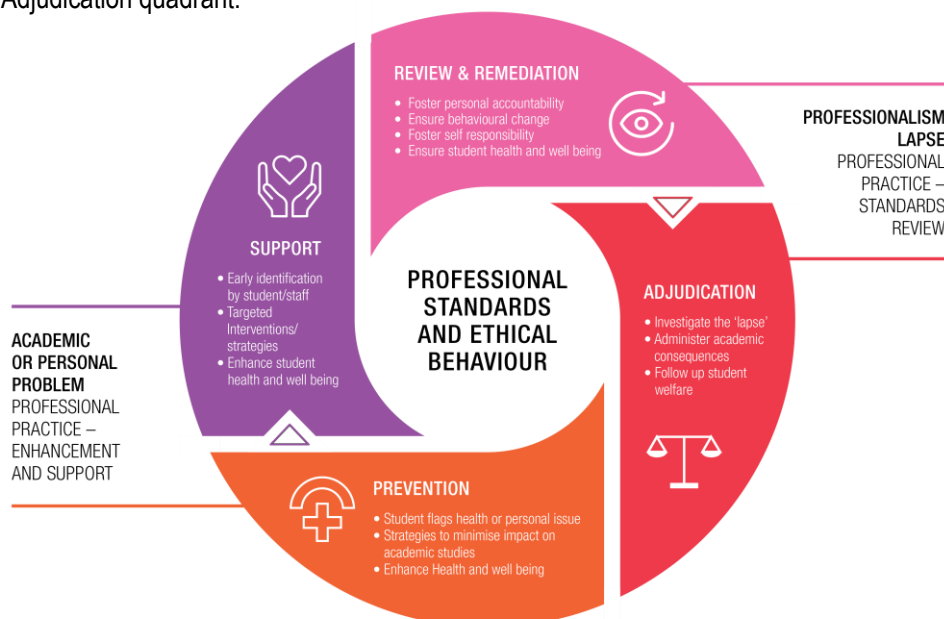 Adjudication quadrant.
REVIEW & REMEDIATION
• Foster personal accountability
• Ensure behavioural change
• Foster self responsibility
• Ensure student health and well being
PROFESSIONALISM
LAPSE
PROFESSIONAL
PRACTICE –
STANDARDS
REVIEW
SUPPORT
• Early identification
by student/staff
• Targeted
Interventions/
strategies
• Enhance student
health and well being
PROFESSIONAL
STANDARDS
AND ETHICAL
BEHAVIOUR
ADJUDICATION
• Investigate the ‘lapse’
• Administer academic
consequences
• Follow up student
welfare
ACADEMIC
OR PERSONAL
PROBLEM
PROFESSIONAL
PRACTICE –
ENHANCEMENT
AND SUPPORT
PREVENTION
• Student flags health or personal issue
• Strategies to minimise impact on
academic studies
• Enhance Health and well being